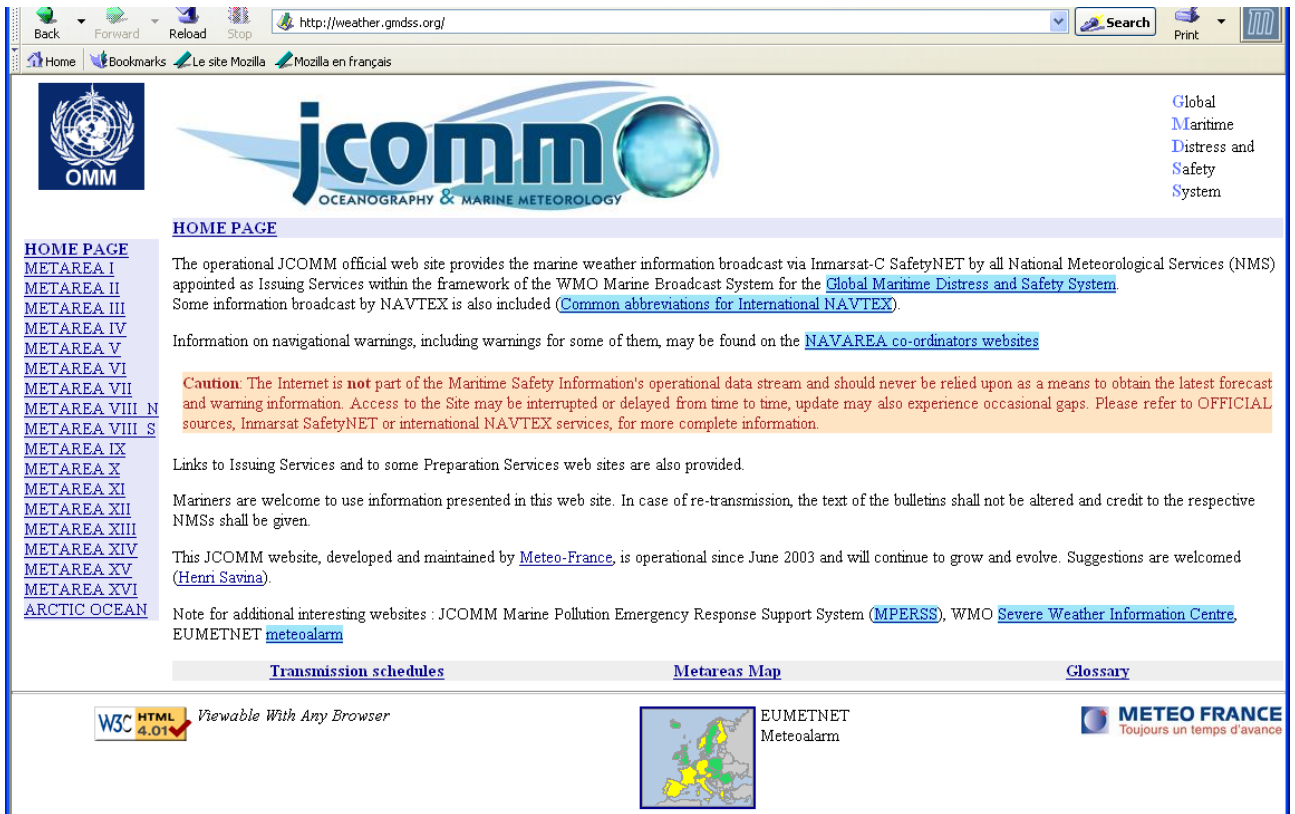 Back
Forward
Reload
Stop
http://weather.gmdss.org/
Search
Print
Home
Bookmarks
Le site Mozilla
Mozilla en français
OMM
jcomm
OCEANOGRAPHY & MARINE METEOROLOGY
Global
Maritime
Distress and
Safety
System
HOME PAGE
HOME PAGE
METAREA I
METAREA II
METAREA III
METAREA IV
METAREA V
METAREA VI
METAREA VII
METAREA VIII N
METAREA VIII S
METAREA IX
METAREA X
METAREA XI
METAREA XII
METAREA XIII
METAREA XIV
METAREA XV
METAREA XVI
ARCTIC OCEAN
The operational JCOMM official web site provides the marine weather information broadcast via Inmarsat-C SafetyNET by all National Meteorological Services (NMS)
appointed as Issuing Services within the framework of the WMO Marine Broadcast System for the Global Maritime Distress and Safety System.
Some information broadcast by NAVTEX is also included (Common abbreviations for International NAVTEX).
Information on navigational warnings, including warnings for some of them, may be found on the NAVAREA co-ordinators websites
Caution: The Internet is not part of the Maritime Safety Information's operational data stream and should never be relied upon as a means to obtain the latest forecast
and warning information. Access to the Site may be interrupted or delayed from time to time, update may also experience occasional gaps. Please refer to OFFICIAL
sources, Inmarsat SafetyNET or international NAVTEX services, for more complete information.
Links to Issuing Services and to some Preparation Services web sites are also provided.
Mariners are welcome to use information presented in this web site. In case of re-transmission, the text of the bulletins shall not be altered and credit to the respective
NMSs shall be given.
This JCOMM website, developed and maintained by Meteo-France, is operational since June 2003 and will continue to grow and evolve. Suggestions are welcomed
(Henri Savina).
Note for additional interesting websites : JCOMM Marine Pollution Emergency Response Support System (MPERSS), WMO Severe Weather Information Centre,
EUMETNET meteoalarm
Transmission schedules
Metareas Map
Glossary
W3C HTML 4.01
Viewable With Any Browser
EUMETNET
Meteoalarm
METEO FRANCE
Toujours un temps d'avance